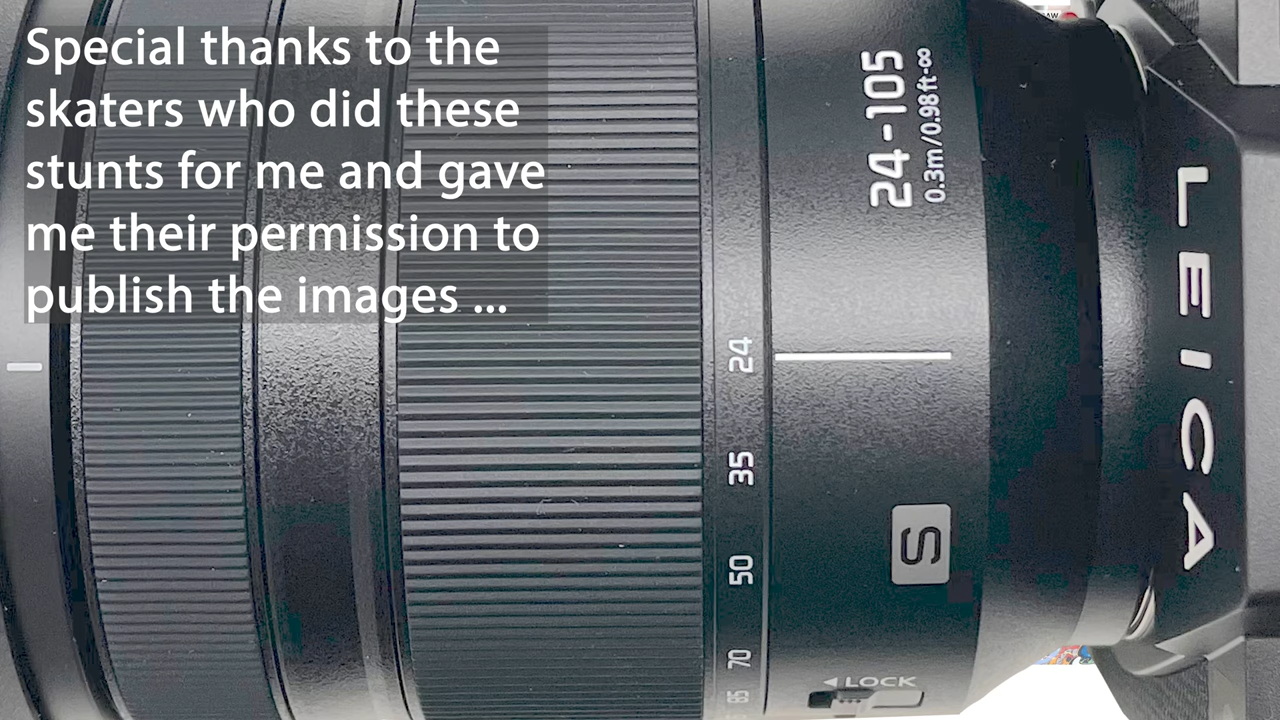 Special thanks to the
skaters who did these
stunts for me and gave
me their permission to
publish the images ...
24-105
0.3m/0.98ft-∞
LEICA
24
35
50
70
S
◄LOCK